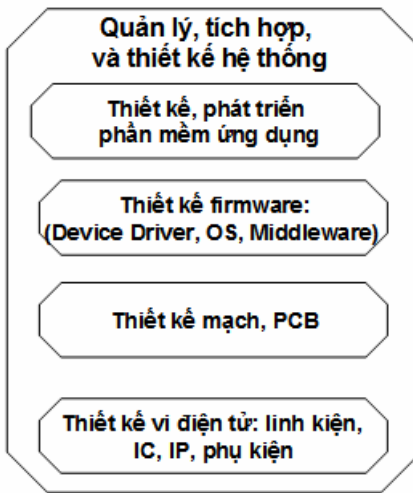 Quản lý, tích hợp,
và thiết kế hệ thống
Thiết kế, phát triển
phần mềm ứng dụng
Thiết kế firmware:
(Device Driver, OS, Middleware)
Thiết kế mạch, PCB
Thiết kế vi điện tử: linh kiện,
IC, IP, phụ kiện